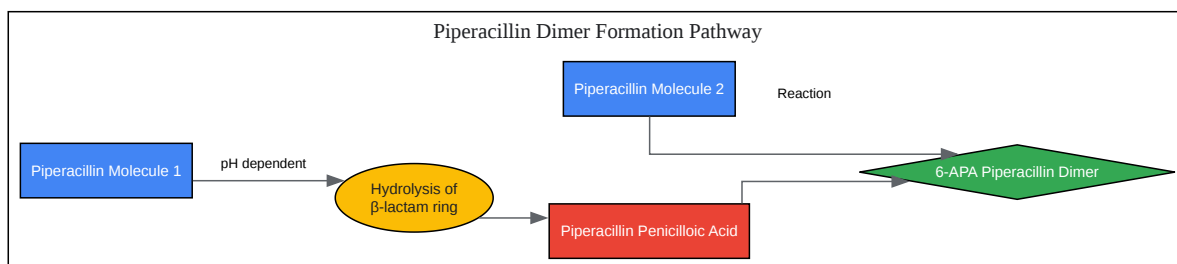 Piperacillin Dimer Formation Pathway
Piperacillin Molecule 2
Reaction
Piperacillin Molecule 1
pH dependent
Hydrolysis of
β-lactam ring
6-APA Piperacillin Dimer
Piperacillin Penicilloic Acid